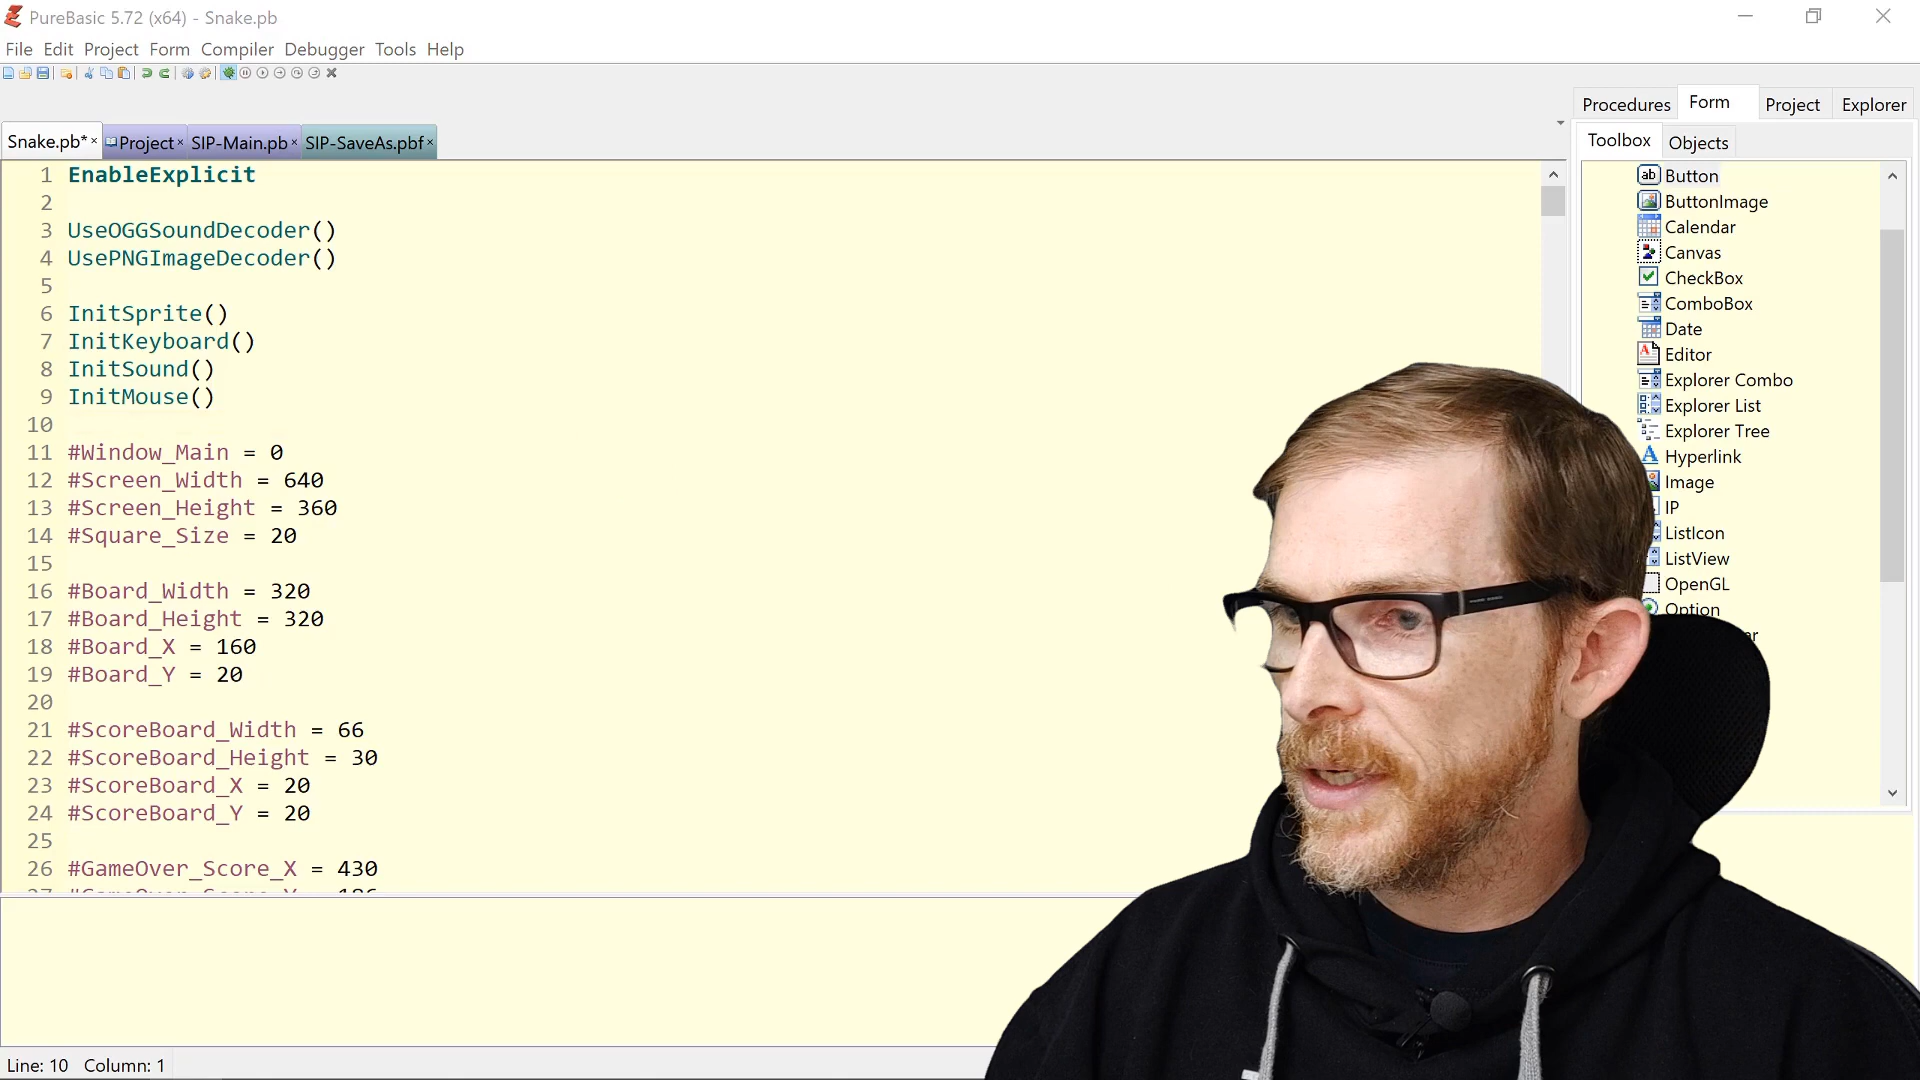 PureBasic 5.72 (x64) - Snake.pb
File Edit Project Form Compiler Debugger Tools Help
Procedures Form Project Explorer
Snake.pb* Project SIP-Main.pb SIP-SaveAs.pbf
Toolbox Objects
1 EnableExplicit
2
3 UseOGGSoundDecoder()
4 UsePNGImageDecoder()
5
6 InitSprite()
7 InitKeyboard()
8 InitSound()
9 InitMouse()
10
11 #Window_Main = 0
12 #Screen_Width = 640
13 #Screen_Height = 360
14 #Square_Size = 20
15
16 #Board_Width = 320
17 #Board_Height = 320
18 #Board_X = 160
19 #Board_Y = 20
20
21 #ScoreBoard_Width = 66
22 #ScoreBoard_Height = 30
23 #ScoreBoard_X = 20
24 #ScoreBoard_Y = 20
25
26 #GameOver_Score_X = 430
Button
ButtonImage
Calendar
Canvas
CheckBox
ComboBox
Date
Editor
Explorer Combo
Explorer List
Explorer Tree
Hyperlink
Image
IP
ListIcon
ListView
OpenGL
Option
Line: 10 Column: 1